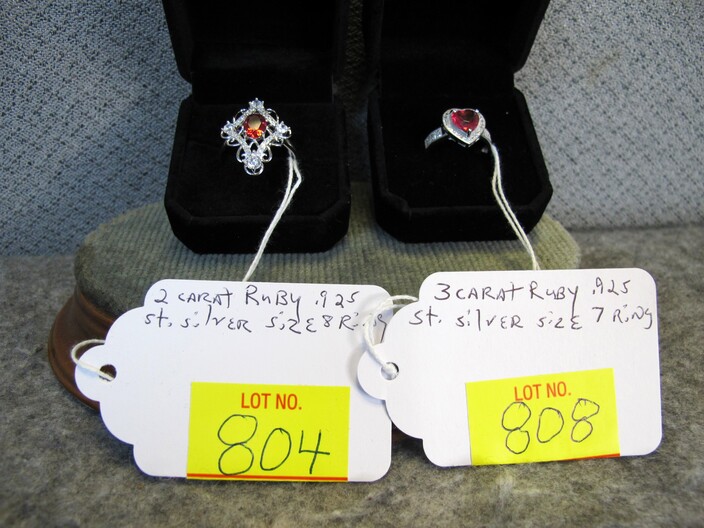 2 CARAT RUBY .925
St. SilVER SiZE 8 RiNg
LOT NO.
804
3 CARAt RUBY .925
St. SilVER SiZE 7 RiNg
LOT NO.
808